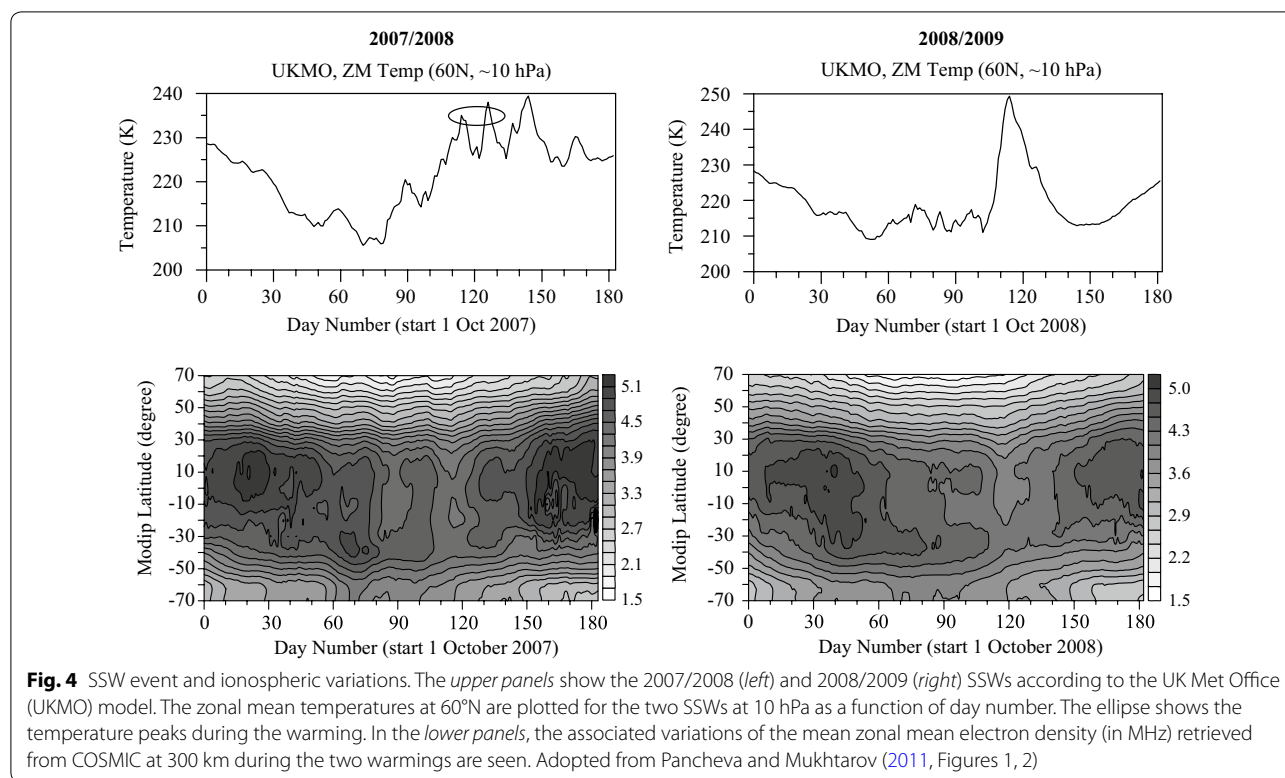 2007/2008
UKMO, ZM Temp (60N, ~10 hPa)
Temperature (K)
240
230
220
210
200
0 30 60 90 120 150 180
Day Number (start 1 Oct 2007)
2008/2009
UKMO, ZM Temp (60N, ~10 hPa)
Temperature (K)
250
240
230
220
210
200
0 30 60 90 120 150 180
Day Number (start 1 Oct 2008)
Modip Latitude (degree)
70
50
30
10
-10
-30
-50
-70
0 30 60 90 120 150 180
Day Number (start 1 October 2007)
5.1
4.5
3.9
3.3
2.7
2.1
1.5
Modip Latitude (degree)
70
50
30
10
-10
-30
-50
-70
0 30 60 90 120 150 180
Day Number (start 1 October 2008)
5.0
4.3
3.6
2.9
2.2
1.5
Fig. 4 SSW event and ionospheric variations. The upper panels show the 2007/2008 (left) and 2008/2009 (right) SSWs according to the UK Met Office
(UKMO) model. The zonal mean temperatures at 60°N are plotted for the two SSWs at 10 hPa as a function of day number. The ellipse shows the
temperature peaks during the warming. In the lower panels, the associated variations of the mean zonal mean electron density (in MHz) retrieved
from COSMIC at 300 km during the two warmings are seen. Adopted from Pancheva and Mukhtarov (2011, Figures 1, 2)